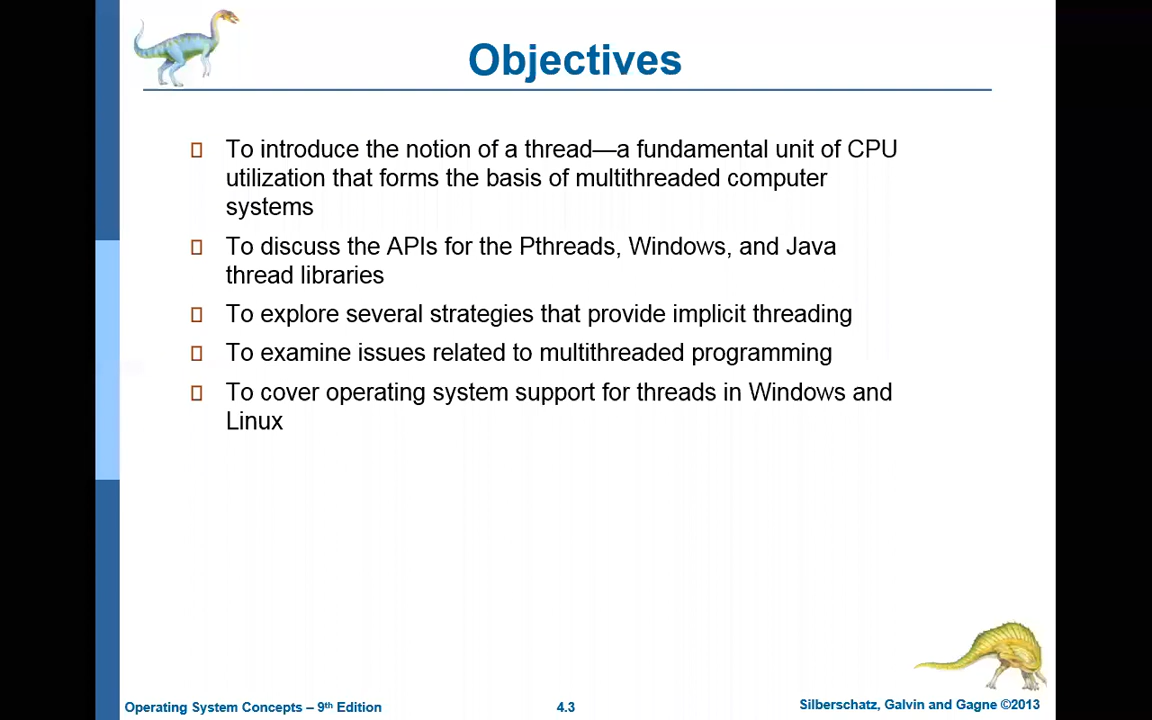 Objectives
To introduce the notion of a thread—a fundamental unit of CPU
utilization that forms the basis of multithreaded computer
systems
To discuss the APIs for the Pthreads, Windows, and Java
thread libraries
To explore several strategies that provide implicit threading
To examine issues related to multithreaded programming
To cover operating system support for threads in Windows and
Linux
Operating System Concepts – 9th Edition
4.3
Silberschatz, Galvin and Gagne ©2013